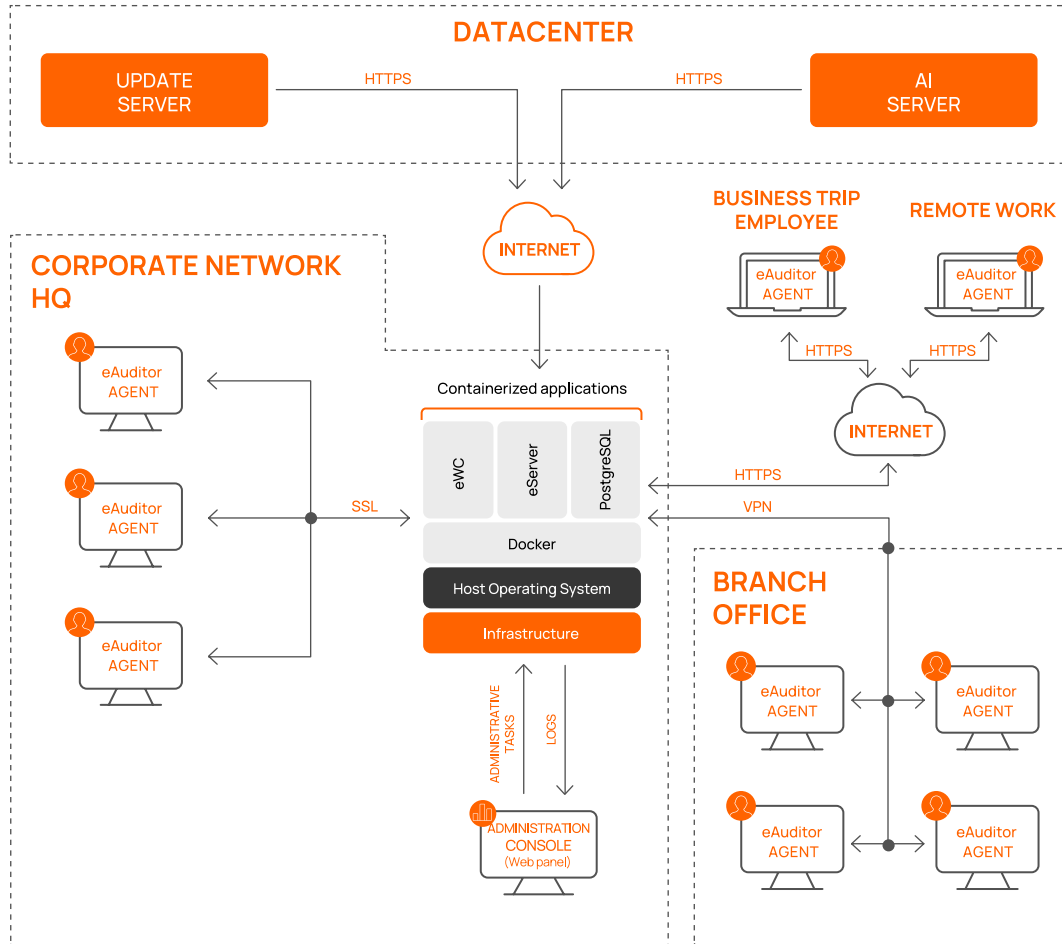 DATACENTER
UPDATE
SERVER
HTTPS
HTTPS
AI
SERVER
INTERNET
BUSINESS TRIP
EMPLOYEE
REMOTE WORK
eAuditor
AGENT
eAuditor
AGENT
HTTPS
HTTPS
INTERNET
CORPORATE NETWORK
HQ
eAuditor
AGENT
eAuditor
AGENT
eAuditor
AGENT
SSL
Containerized applications
eWC
eServer
PostgreSQL
Docker
Host Operating System
Infrastructure
HTTPS
VPN
ADMINISTRATIVE
TASKS
LOGS
ADMINISTRATION
CONSOLE
(Web panel)
BRANCH
OFFICE
eAuditor
AGENT
eAuditor
AGENT
eAuditor
AGENT
eAuditor
AGENT